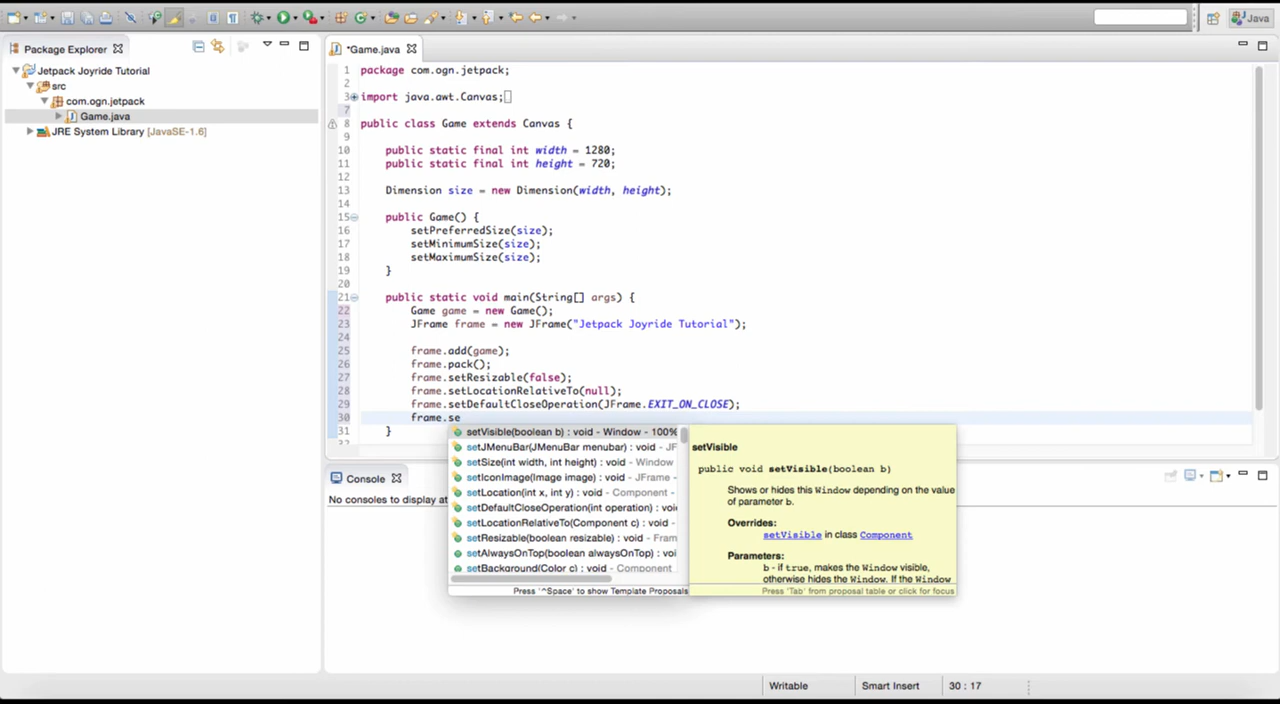 Java
Package Explorer
*Game.java
Jetpack Joyride Tutorial
src
com.ogn.jetpack
Game.java
JRE System Library [JavaSE-1.6]
1 package com.ogn.jetpack;
2
3 import java.awt.Canvas;
7
8 public class Game extends Canvas {
9
10 public static final int width = 1280;
11 public static final int height = 720;
12
13 Dimension size = new Dimension(width, height);
14
15 public Game() {
16 setPreferredSize(size);
17 setMinimumSize(size);
18 setMaximumSize(size);
19 }
20
21 public static void main(String[] args) {
22 Game game = new Game();
23 JFrame frame = new JFrame("Jetpack Joyride Tutorial");
24
25 frame.add(game);
26 frame.pack();
27 frame.setResizable(false);
28 frame.setLocationRelativeTo(null);
29 frame.setDefaultCloseOperation(JFrame.EXIT_ON_CLOSE);
30 frame.se
31 }
32
setVisible(boolean b) : void - Window - 100%
setJMenuBar(JMenuBar menubar) : void - JF
setSize(int width, int height) : void - Window
setIconImage(Image image) : void - JFrame
setLocation(int x, int y) : void - Component -
setDefaultCloseOperation(int operation) : void
setLocationRelativeTo(Component c) : void -
setResizable(boolean resizable) : void - Fram
setAlwaysOnTop(boolean alwaysOnTop) : voi
setBackground(Color c) : void - Component
Press '^Space' to show Template Proposals
setVisible
public void setVisible(boolean b)
Shows or hides this Window depending on the value
of parameter b.
Overrides:
setVisible in class Component
Parameters:
b - if true, makes the Window visible,
otherwise hides the Window. If the Window
Press 'Tab' from proposal table or click for focus
Console
No consoles to display at
Writable
Smart Insert
30 : 17